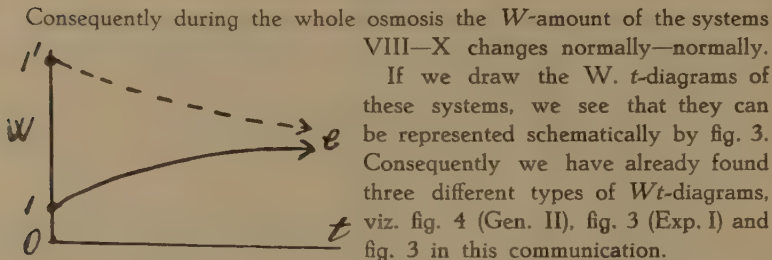 Consequently during the whole osmosis the W-amount of the systems
VIII—X changes normally—normally.
If we draw the W. t-diagrams of
these systems, we see that they can
be represented schematically by fig. 3.
Consequently we have already found
three different types of Wt-diagrams,
viz. fig. 4 (Gen. II), fig. 3 (Exp. I) and
fig. 3 in this communication.
1'
W
e
1
0
t